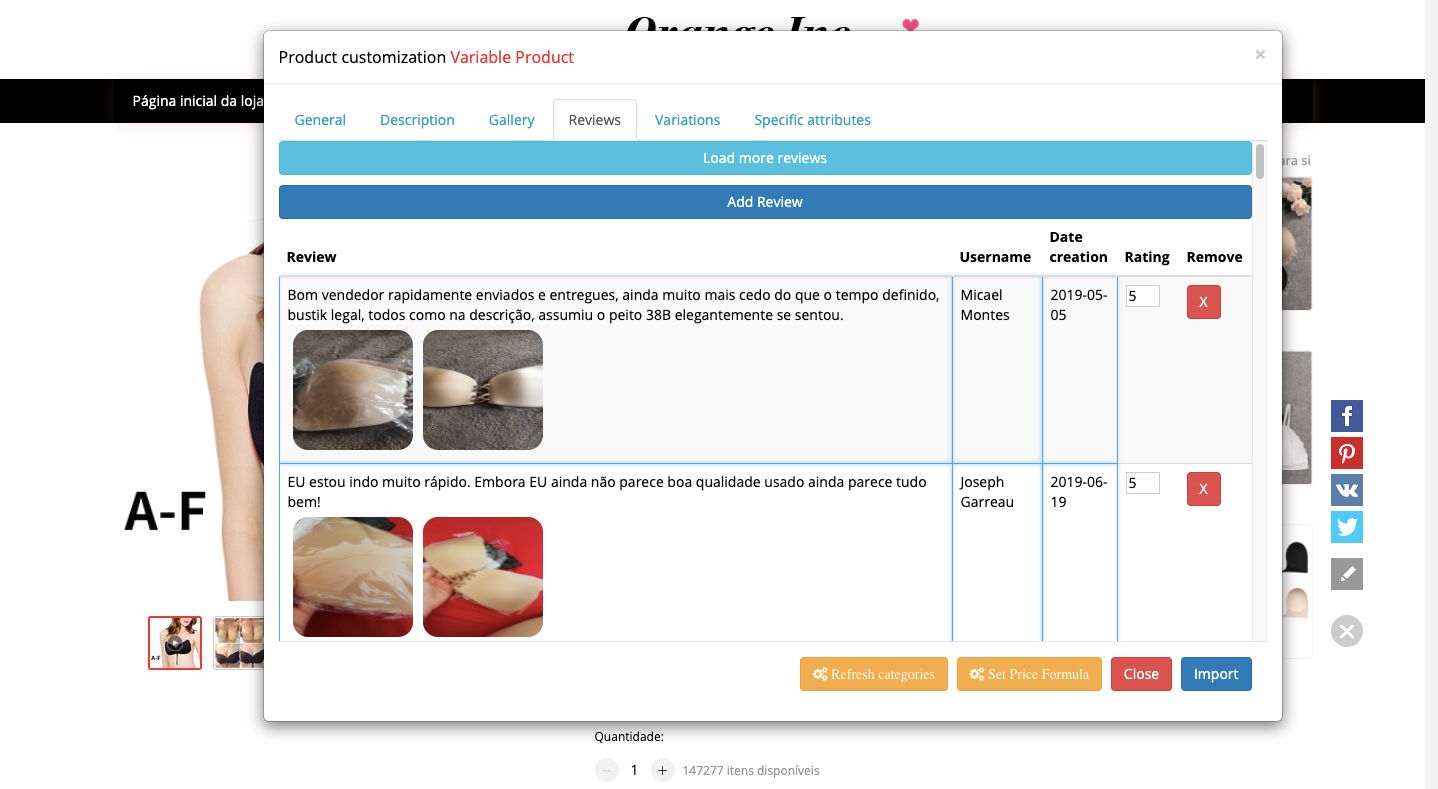 Orange Inc
Product customization Variable Product
×
Página inicial da loja
General
Description
Gallery
Reviews
Variations
Specific attributes
Load more reviews
ara si
Add Review
Review
Username
Date
creation
Rating
Remove
Bom vendedor rapidamente enviados e entregues, ainda muito mais cedo do que o tempo definido,
bustik legal, todos como na descrição, assumiu o peito 38B elegantemente se sentou.
Micael
Montes
2019-05-
05
5
X
EU estou indo muito rápido. Embora EU ainda não parece boa qualidade usado ainda parece tudo
bem!
Joseph
Garreau
2019-06-
19
5
X
A-F
A-F
Refresh categories
Set Price Formula
Close
Import
Quantidade:
1
147277 itens disponíveis